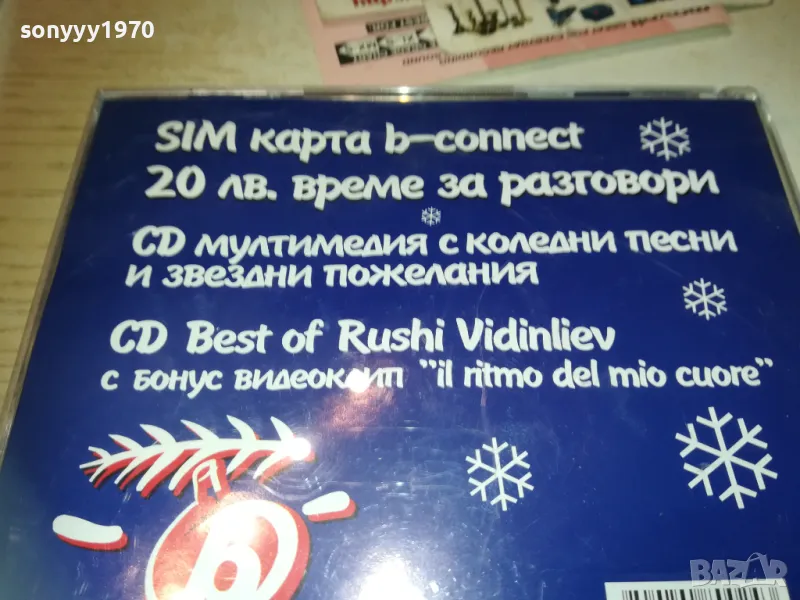 sonyyy1970
SIM карта b-connect
20 лв. време за разговори
CD мултимедия с коледни песни
и звездни пожелания
CD Best of Rushi Vidinliev
с бонус видеоклип "il ritmo del mio cuore"
b
BAZAR